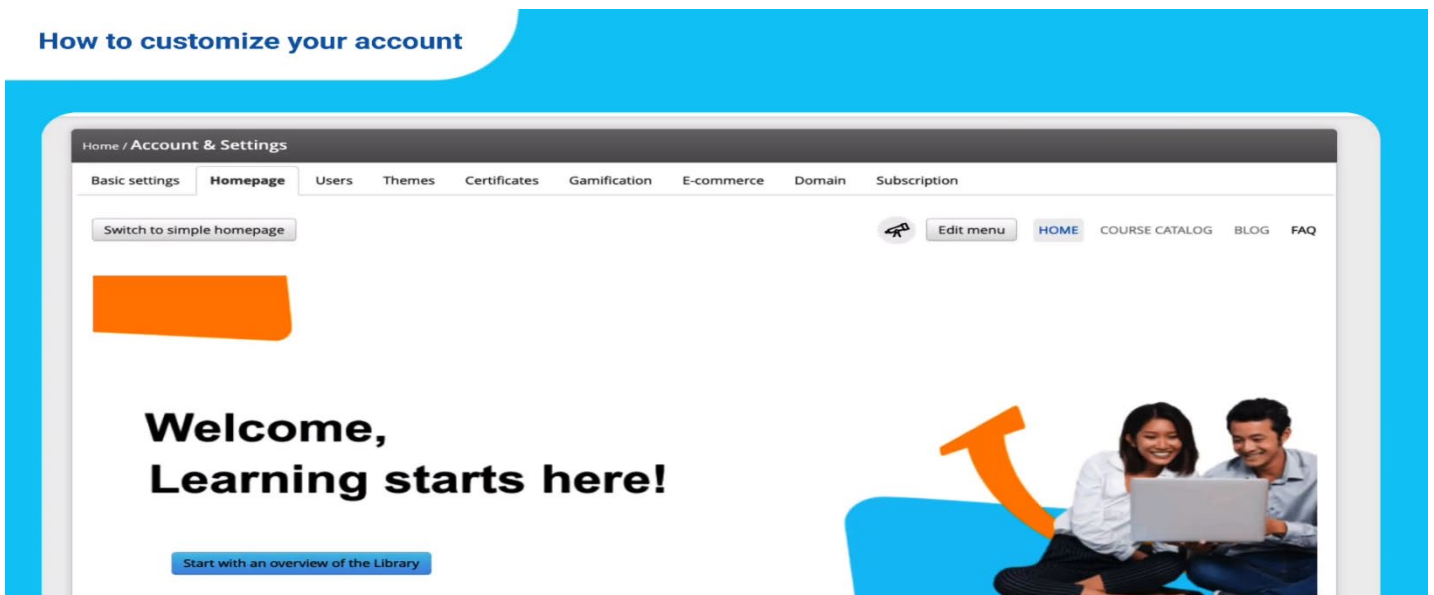 How to customize your account
Home / Account & Settings
Basic settings Homepage Users Themes Certificates Gamification E-commerce Domain Subscription
Switch to simple homepage Edit menu HOME COURSE CATALOG BLOG FAQ
Welcome,
Learning starts here!
Start with an overview of the Library